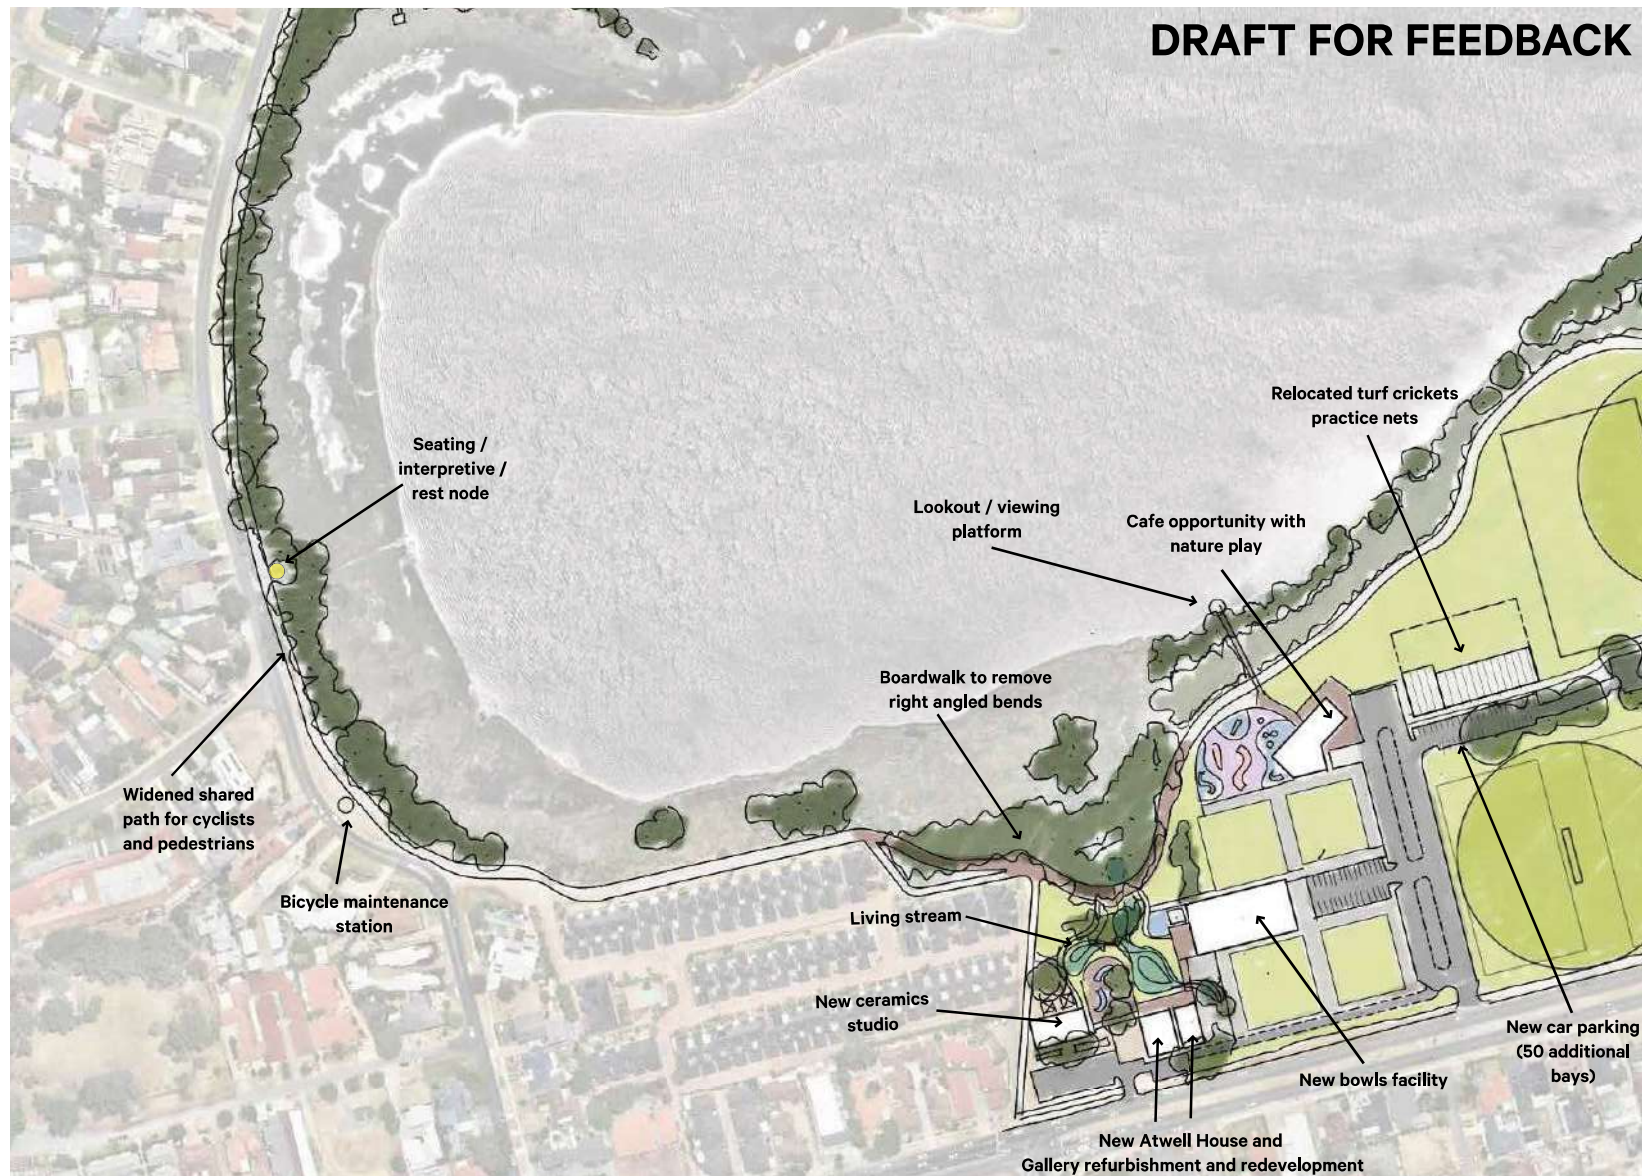 DRAFT FOR FEEDBACK
Relocated turf crickets
practice nets
Seating /
interpretive /
rest node
Lookout / viewing
platform
Cafe opportunity with
nature play
Boardwalk to remove
right angled bends
Widened shared
path for cyclists
and pedestrians
Bicycle maintenance
station
Living stream
New ceramics
studio
New car parking
(50 additional
bays)
New bowls facility
New Atwell House and
Gallery refurbishment and redevelopment